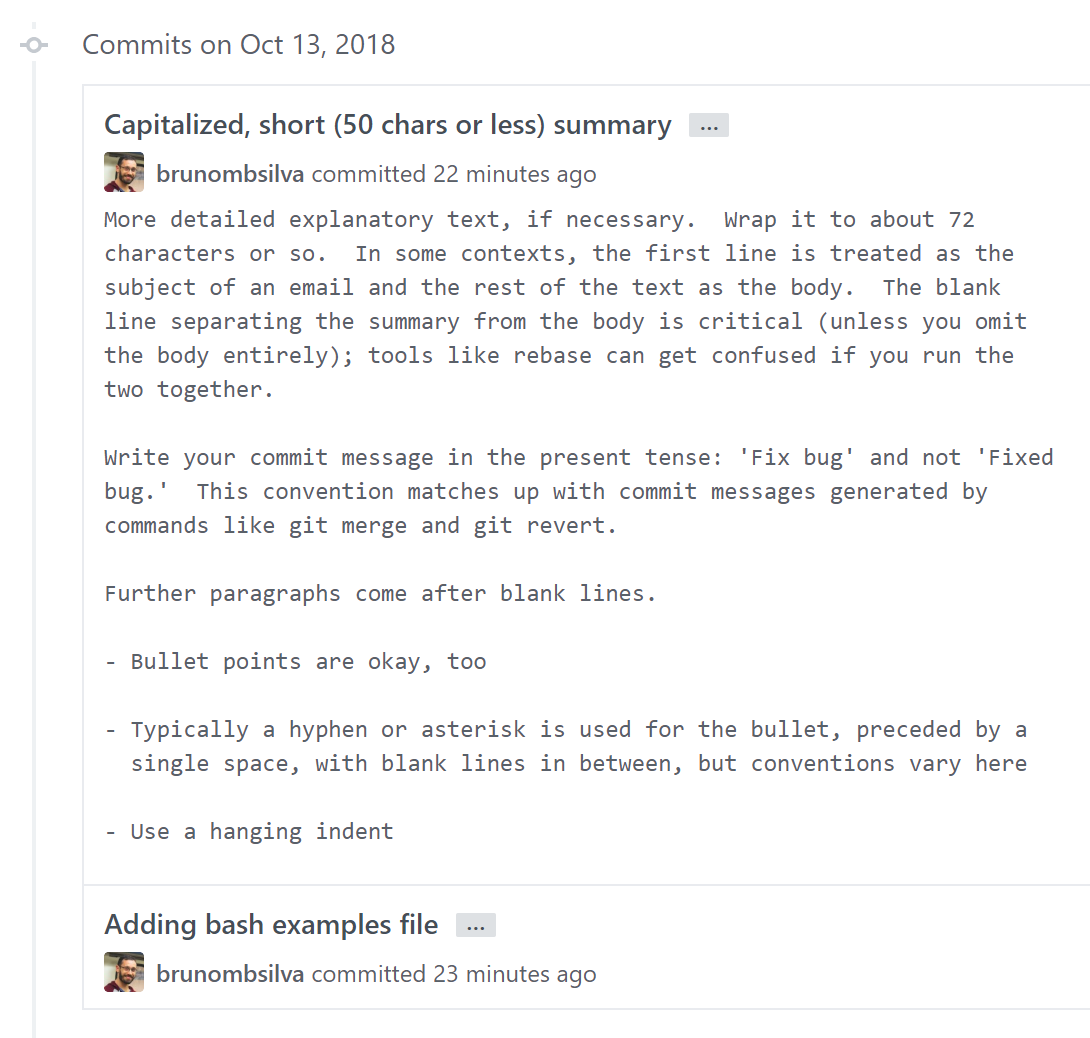 Commits on Oct 13, 2018
Capitalized, short (50 chars or less) summary ...
brunombsilva committed 22 minutes ago
More detailed explanatory text, if necessary.  Wrap it to about 72
characters or so.  In some contexts, the first line is treated as the
subject of an email and the rest of the text as the body.  The blank
line separating the summary from the body is critical (unless you omit
the body entirely); tools like rebase can get confused if you run the
two together.
Write your commit message in the present tense: 'Fix bug' and not 'Fixed
bug.'  This convention matches up with commit messages generated by
commands like git merge and git revert.
Further paragraphs come after blank lines.
- Bullet points are okay, too
- Typically a hyphen or asterisk is used for the bullet, preceded by a
  single space, with blank lines in between, but conventions vary here
- Use a hanging indent
Adding bash examples file ...
brunombsilva committed 23 minutes ago